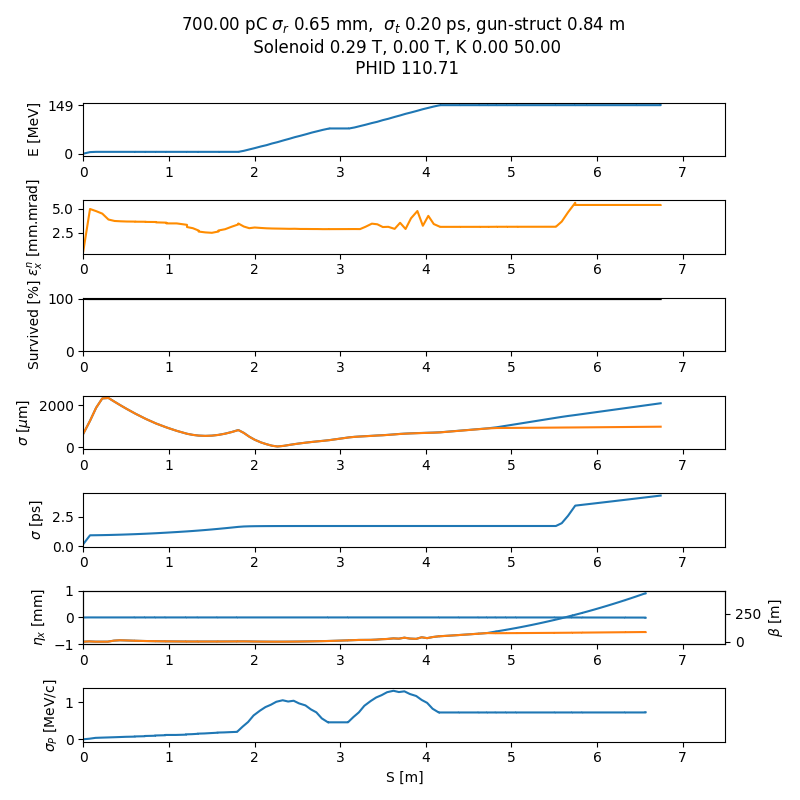 700.00 pC σr 0.65 mm, σt 0.20 ps, gun-struct 0.84 m
Solenoid 0.29 T, 0.00 T, K 0.00 50.00
PHID 110.71
E [MeV]
149
0
0 1 2 3 4 5 6 7
εxn [mm.mrad]
5.0
2.5
0 1 2 3 4 5 6 7
Survived [%]
100
0
0 1 2 3 4 5 6 7
σ [μm]
2000
0
0 1 2 3 4 5 6 7
σ [ps]
2.5
0.0
0 1 2 3 4 5 6 7
ηx [mm]
1
0
−1
250
0
β [m]
0 1 2 3 4 5 6 7
σP [MeV/c]
1
0
0 1 2 3 4 5 6 7
S [m]